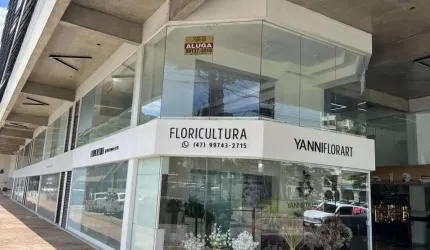 ALUGA
FLORICULTURA
(47) 99743-2715
YANNIFLORART